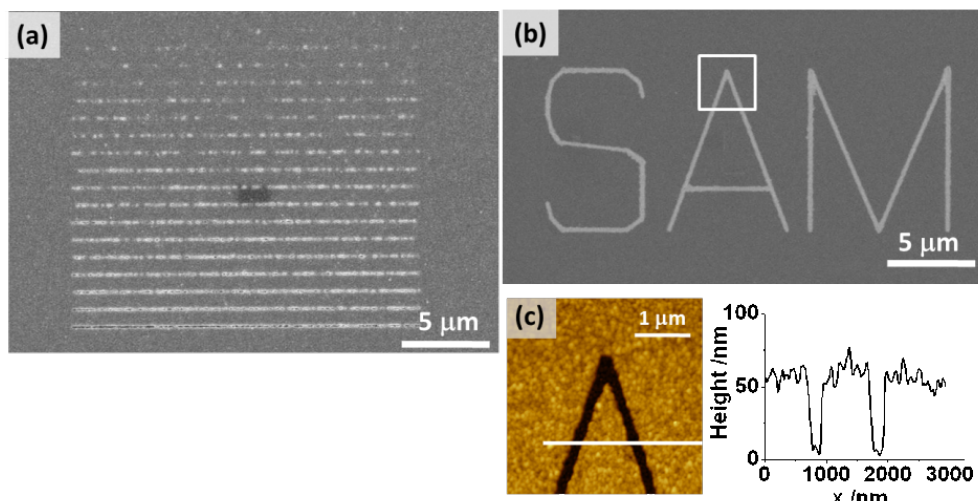 (a)
5 μm
(b)
SAM
5 μm
(c)
1 μm
Height /nm
100
50
0
0 1000 2000 3000
x /nm